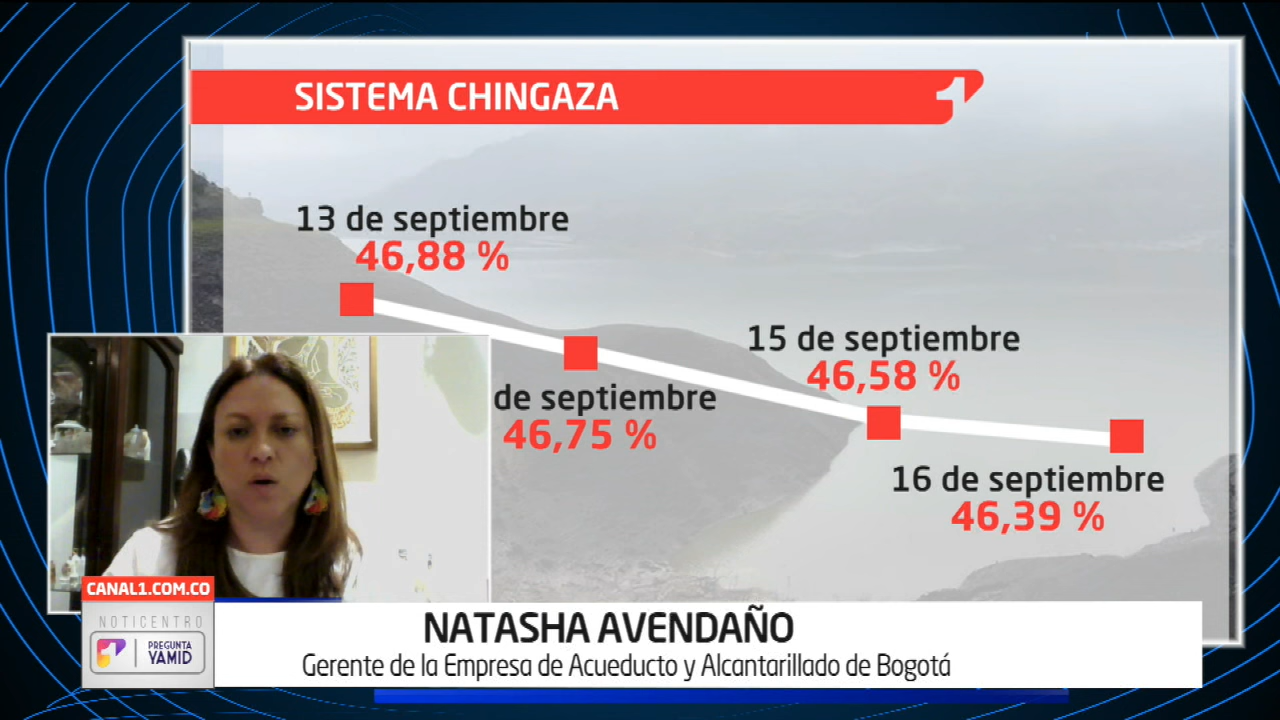 SISTEMA CHINGAZA
13 de septiembre
46,88 %
de septiembre
46,75 %
15 de septiembre
46,58 %
16 de septiembre
46,39 %
CANAL1.COM.CO
NOTICENTRO
1
PREGUNTA
YAMID
NATASHA AVENDAÑO
Gerente de la Empresa de Acueducto y Alcantarillado de Bogotá